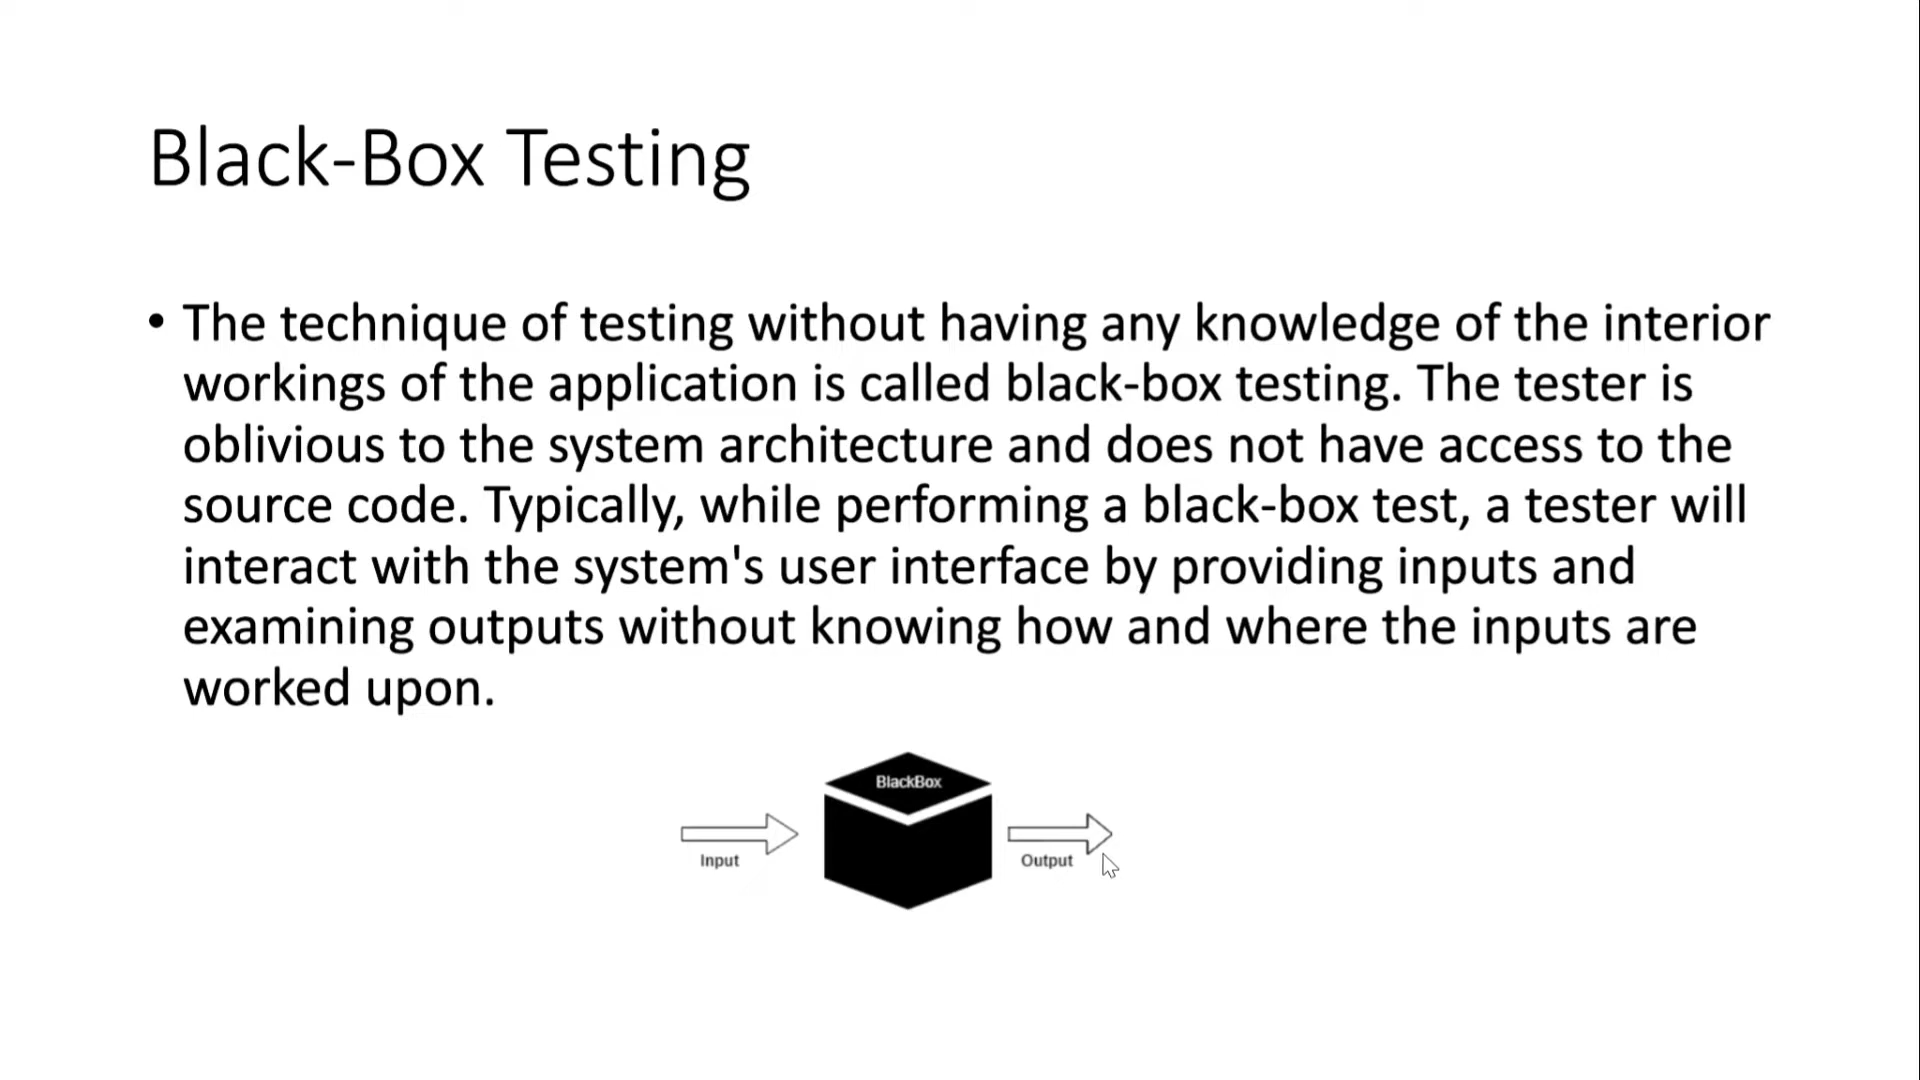 Black-Box Testing
• The technique of testing without having any knowledge of the interior
workings of the application is called black-box testing. The tester is
oblivious to the system architecture and does not have access to the
source code. Typically, while performing a black-box test, a tester will
interact with the system's user interface by providing inputs and
examining outputs without knowing how and where the inputs are
worked upon.
BlackBox
Input
Output